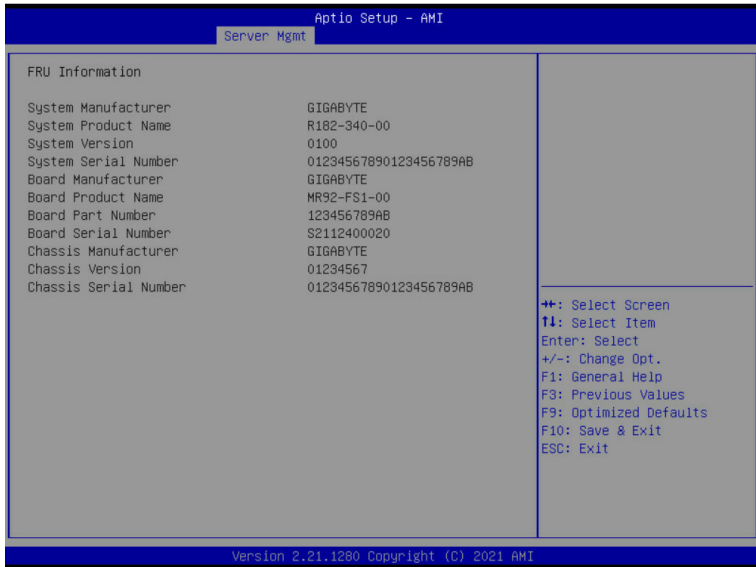 Aptio Setup - AMI
Server Mgmt
FRU Information
System Manufacturer GIGABYTE
System Product Name R182-340-00
System Version 0100
System Serial Number 01234567890123456789AB
Board Manufacturer GIGABYTE
Board Product Name MR92-FS1-00
Board Part Number 123456789AB
Board Serial Number S2112400020
Chassis Manufacturer GIGABYTE
Chassis Version 01234567
Chassis Serial Number 01234567890123456789AB
→←: Select Screen
↑↓: Select Item
Enter: Select
+/-: Change Opt.
F1: General Help
F3: Previous Values
F9: Optimized Defaults
F10: Save & Exit
ESC: Exit
Version 2.21.1280 Copyright (C) 2021 AMI